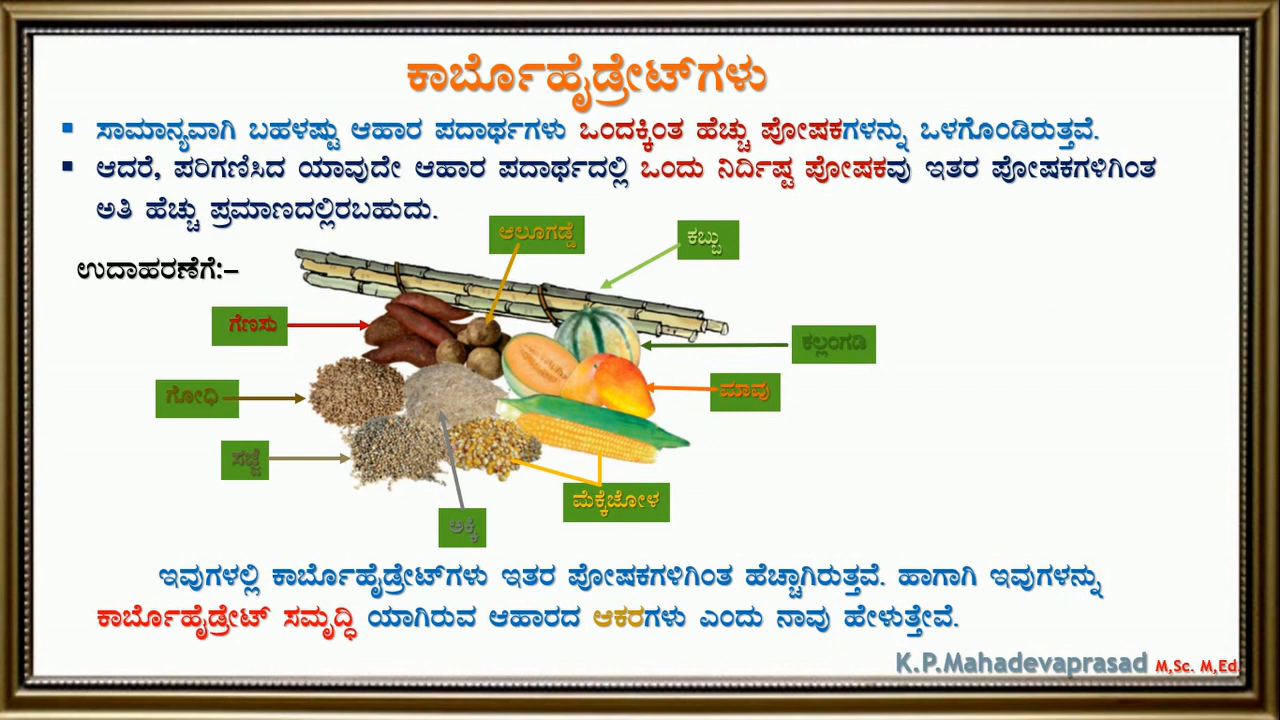 ಕಾರ್ಬೊಹೈಡ್ರೇಟ್‌ಗಳು
▪ ಸಾಮಾನ್ಯವಾಗಿ ಬಹಳಷ್ಟು ಆಹಾರ ಪದಾರ್ಥಗಳು ಒಂದಕ್ಕಿಂತ ಹೆಚ್ಚು ಪೋಷಕಗಳನ್ನು ಒಳಗೊಂಡಿರುತ್ತವೆ.
▪ ಆದರೆ, ಪರಿಗಣಿಸಿದ ಯಾವುದೇ ಆಹಾರ ಪದಾರ್ಥದಲ್ಲಿ ಒಂದು ನಿರ್ದಿಷ್ಟ ಪೋಷಕವು ಇತರ ಪೋಷಕಗಳಿಗಿಂತ
ಅತಿ ಹೆಚ್ಚು ಪ್ರಮಾಣದಲ್ಲಿರಬಹುದು.
ಆಲೂಗಡ್ಡೆ
ಕಬ್ಬು
ಉದಾಹರಣೆಗೆ:–
ಗೆಣಸು
ಕಲ್ಲಂಗಡಿ
ಗೋಧಿ
ಮಾವು
ಸಜ್ಜೆ
ಮೆಕ್ಕೆಜೋಳ
ಅಕ್ಕಿ
ಇವುಗಳಲ್ಲಿ ಕಾರ್ಬೊಹೈಡ್ರೇಟ್‌ಗಳು ಇತರ ಪೋಷಕಗಳಿಗಿಂತ ಹೆಚ್ಚಾಗಿರುತ್ತವೆ. ಹಾಗಾಗಿ ಇವುಗಳನ್ನು
ಕಾರ್ಬೊಹೈಡ್ರೇಟ್ ಸಮೃದ್ಧಿ ಯಾಗಿರುವ ಆಹಾರದ ಆಕರಗಳು ಎಂದು ನಾವು ಹೇಳುತ್ತೇವೆ.
K.P.Mahadevaprasad M,Sc. M,Ed,